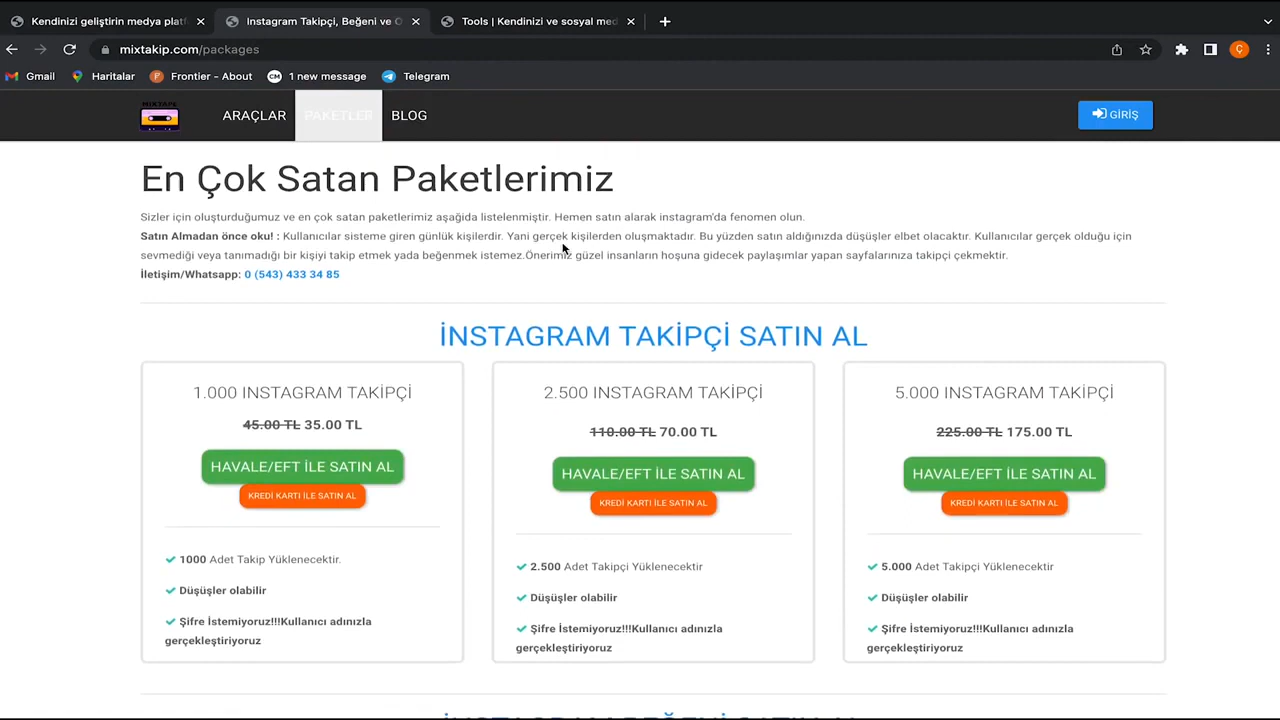 Kendinizi geliştirin medya platf
Instagram Takipçi, Beğeni ve O
Tools | Kendinizi ve sosyal med
mixtakip.com/packages
Ç
Gmail
Haritalar
Frontier - About
CM
1 new message
Telegram
MIXTAPE
ARAÇLAR
PAKETLER
BLOG
GİRİŞ
En Çok Satan Paketlerimiz
Sizler için oluşturduğumuz ve en çok satan paketlerimiz aşağida listelenmiştir. Hemen satın alarak instagram'da fenomen olun.
Satın Almadan önce oku! : Kullanıcılar sisteme giren günlük kişilerdir. Yani gerçek kişilerden oluşmaktadır. Bu yüzden satın aldığınızda düşüşler elbet olacaktır. Kullanıcılar gerçek olduğu için
sevmediği veya tanımadığı bir kişiyi takip etmek yada beğenmek istemez.Önerimiz güzel insanların hoşuna gidecek paylaşımlar yapan sayfalarınıza takipçi çekmektir.
İletişim/Whatsapp: 0 (543) 433 34 85
İNSTAGRAM TAKİPÇİ SATIN AL
1.000 INSTAGRAM TAKİPÇİ
45.00 TL 35.00 TL
HAVALE/EFT İLE SATIN AL
KREDİ KARTI İLE SATIN AL
1000 Adet Takip Yüklenecektir.
Düşüşler olabilir
Şifre İstemiyoruz!!!Kullanıcı adınızla
gerçekleştiriyoruz
2.500 INSTAGRAM TAKİPÇİ
110.00 TL 70.00 TL
HAVALE/EFT İLE SATIN AL
KREDİ KARTI İLE SATIN AL
2.500 Adet Takipçi Yüklenecektir
Düşüşler olabilir
Şifre İstemiyoruz!!!Kullanıcı adınızla
gerçekleştiriyoruz
5.000 INSTAGRAM TAKİPÇİ
225.00 TL 175.00 TL
HAVALE/EFT İLE SATIN AL
KREDİ KARTI İLE SATIN AL
5.000 Adet Takipçi Yüklenecektir
Düşüşler olabilir
Şifre İstemiyoruz!!!Kullanıcı adınızla
gerçekleştiriyoruz